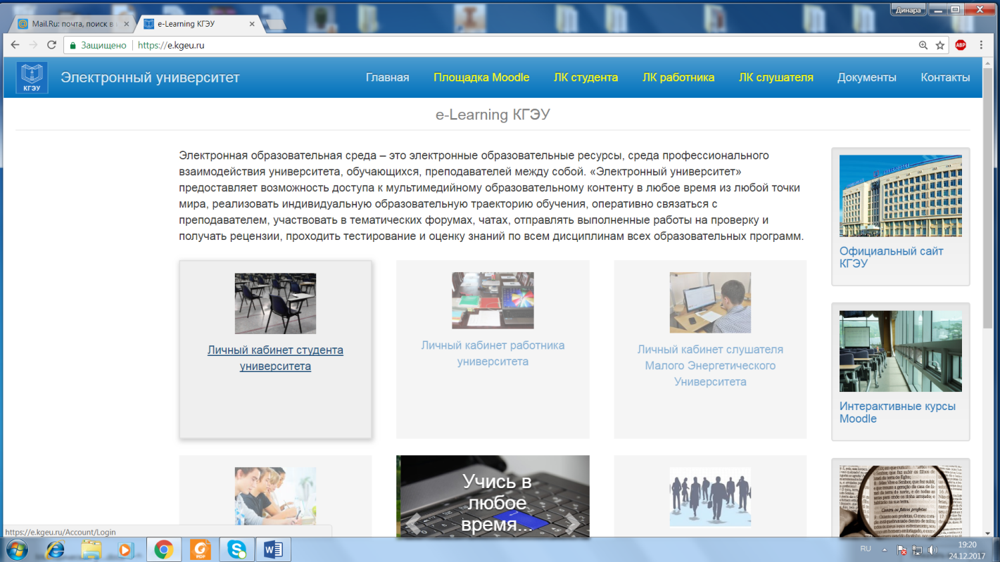 Динара
Mail.Ru: почта, поиск в
e-Learning КГЭУ
Защищено
https://e.kgeu.ru
ABP
КГЭУ
Электронный университет
Главная
Площадка Moodle
ЛК студента
ЛК работника
ЛК слушателя
Документы
Контакты
e-Learning КГЭУ
Электронная образовательная среда – это электронные образовательные ресурсы, среда профессионального
взаимодействия университета, обучающихся, преподавателей между собой. «Электронный университет»
предоставляет возможность доступа к мультимедийному образовательному контенту в любое время из любой точки
мира, реализовать индивидуальную образовательную траекторию обучения, оперативно связаться с
преподавателем, участвовать в тематических форумах, чатах, отправлять выполненные работы на проверку и
получать рецензии, проходить тестирование и оценку знаний по всем дисциплинам всех образовательных программ.
Личный кабинет студента
университета
Личный кабинет работника
университета
Личный кабинет слушателя
Малого Энергетического
Университета
Официальный сайт
КГЭУ
Интерактивные курсы
Moodle
Учись в
любое
время...
Contra os falsos profetas
https://e.kgeu.ru/Account/Login
PDF
RU
19:20
24.12.2017